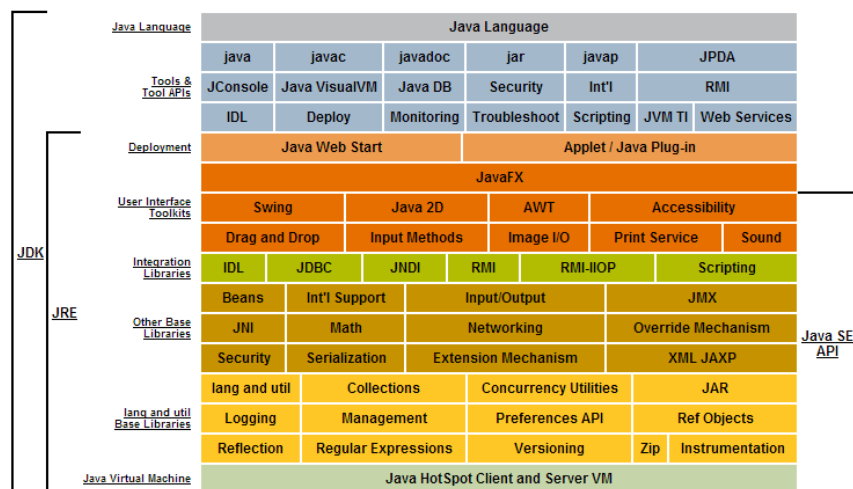 Java Language Java Language
java javac javadoc jar javap JPDA
Tools &
Tool APIs
JConsole Java VisualVM Java DB Security Int'l RMI
IDL Deploy Monitoring Troubleshoot Scripting JVM TI Web Services
Deployment Java Web Start Applet / Java Plug-in
JavaFX
User Interface
Toolkits
Swing Java 2D AWT Accessibility
Drag and Drop Input Methods Image I/O Print Service Sound
JDK
Integration
Libraries
IDL JDBC JNDI RMI RMI-IIOP Scripting
Beans Int'l Support Input/Output JMX
JRE
Other Base
Libraries
JNI Math Networking Override Mechanism
Java SE
API
Security Serialization Extension Mechanism XML JAXP
lang and util Collections Concurrency Utilities JAR
lang and util
Base Libraries
Logging Management Preferences API Ref Objects
Reflection Regular Expressions Versioning Zip Instrumentation
Java Virtual Machine Java HotSpot Client and Server VM